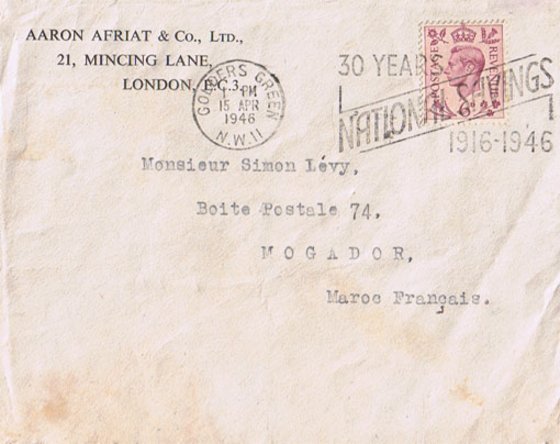 AARON AFRIAT & Co., LTD.,
21, MINCING LANE,
LONDON, E.C.3.
GOLDERS GREEN
PM
15 APR
1946
N.W.11
30 YEARS
NATIONAL SAVINGS
1916-1946
POSTAGE
REVENUE
6D
Monsieur Simon Lévy,
Boite Postale 74,
MOGADOR,
Maroc Français.